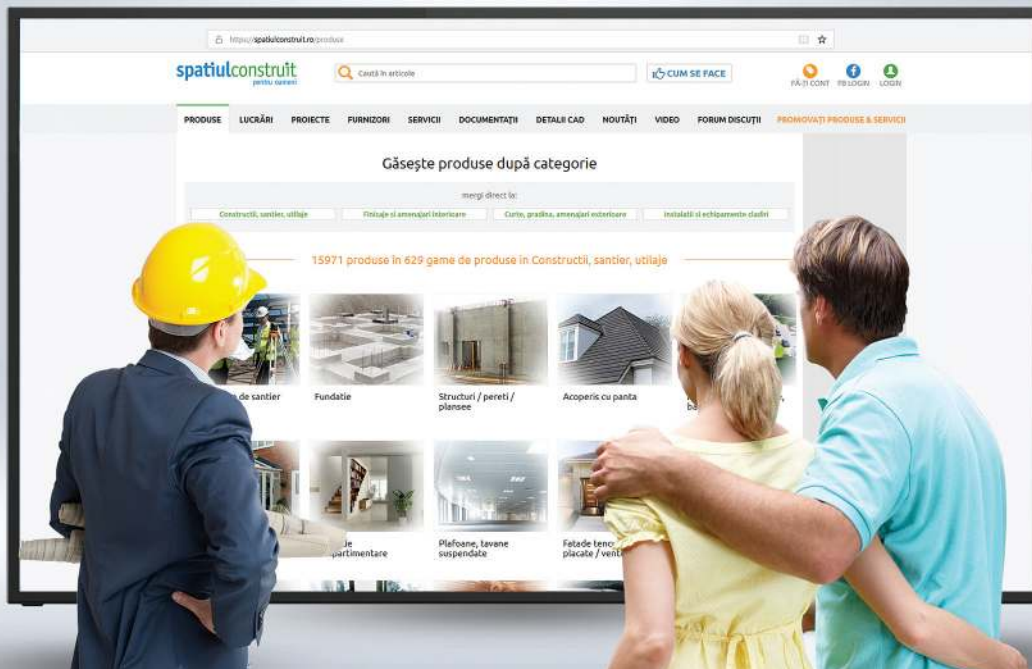 https://spatiulconstruit.ro/produse
spatiulconstruit
pentru oameni
Caută în articole
CUM SE FACE
FĂ-ȚI CONT
FB LOGIN
LOGIN
PRODUSE LUCRĂRI PROIECTE FURNIZORI SERVICII DOCUMENTAȚII DETALII CAD NOUTĂȚI VIDEO FORUM DISCUȚII PROMOVAȚI PRODUSE & SERVICII
Găsește produse după categorie
mergi direct la:
Constructii, santier, utilaje Finisaje si amenajari interioare Curte, gradina, amenajari exterioare Instalatii si echipamente cladiri
15971 produse în 629 game de produse in Constructii, santier, utilaje
de santier
Fundatie
Structuri / pereti /
plansee
Acoperis cu panta
Plafoane, tavane
suspendate
Fatade
placate /